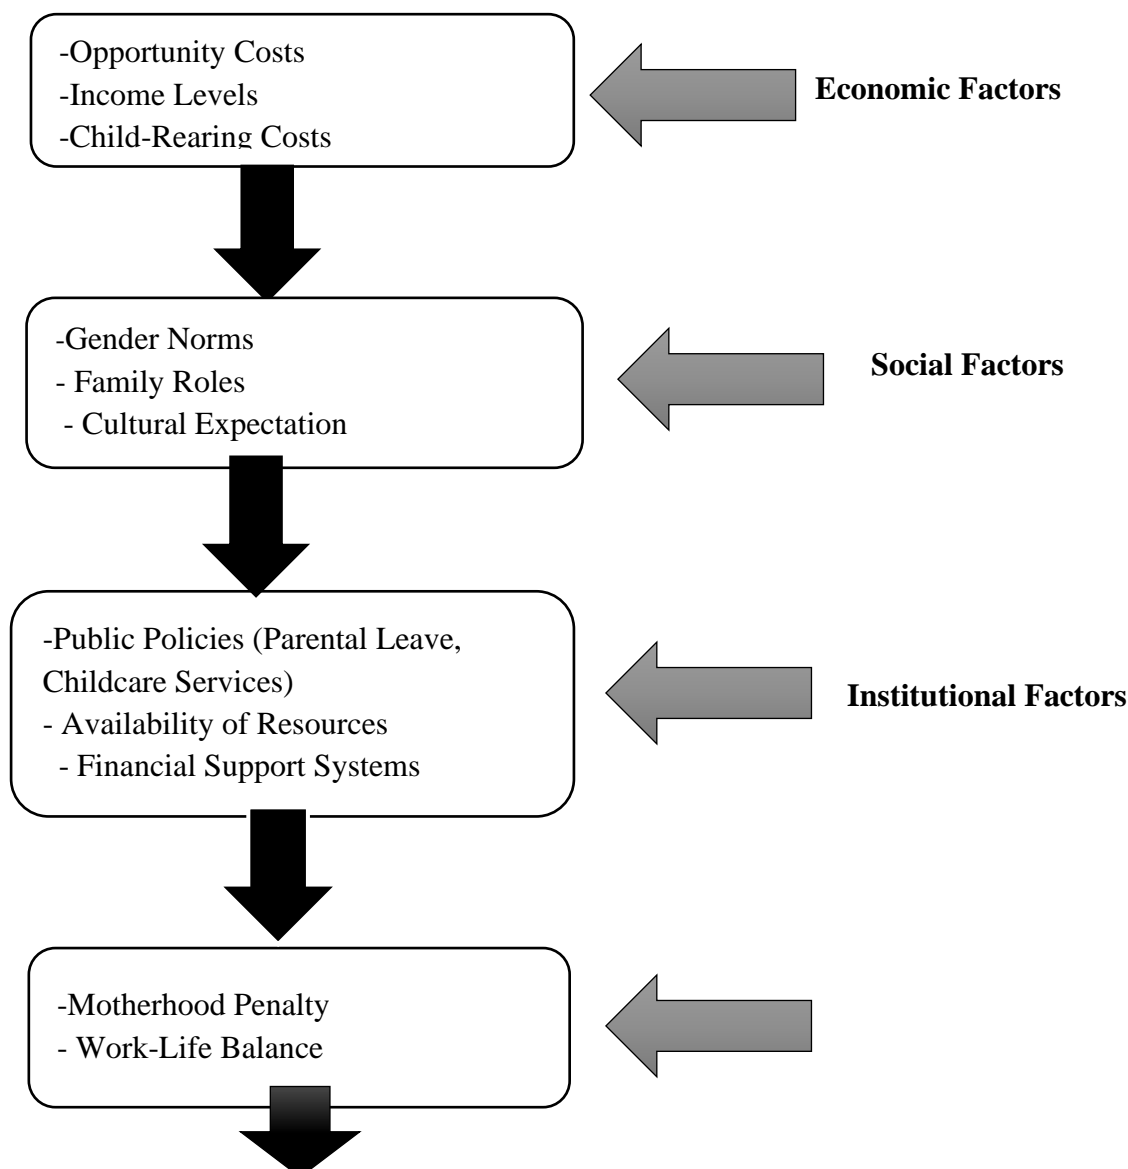 -Opportunity Costs
-Income Levels
-Child-Rearing Costs
Economic Factors
-Gender Norms
- Family Roles
- Cultural Expectation
Social Factors
-Public Policies (Parental Leave,
Childcare Services)
- Availability of Resources
- Financial Support Systems
Institutional Factors
-Motherhood Penalty
- Work-Life Balance